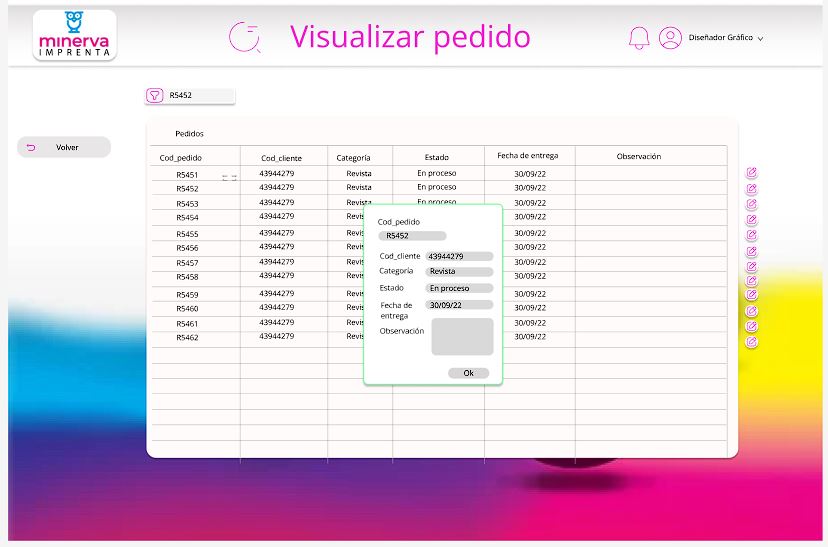 minerva
IMPRENTA
Visualizar pedido
Diseñador Gráfico
R5452
Volver
Pedidos
Cod_pedido Cod_cliente Categoría Estado Fecha de entrega Observación
R5451 43944279 Revista En proceso 30/09/22
R5452 43944279 Revista En proceso 30/09/22
R5453 43944279 Revista En proceso 30/09/22
R5454 43944279 Revis 30/09/22
R5455 43944279 Revis 30/09/22
R5456 43944279 Revis 30/09/22
R5457 43944279 Revis 30/09/22
R5458 43944279 Revis 30/09/22
R5459 43944279 Revis 30/09/22
R5460 43944279 Revis 30/09/22
R5461 43944279 Revis 30/09/22
R5462 43944279 Revis 30/09/22
Cod_pedido
R5452
Cod_cliente 43944279
Categoría Revista
Estado En proceso
Fecha de entrega 30/09/22
Observación
Ok